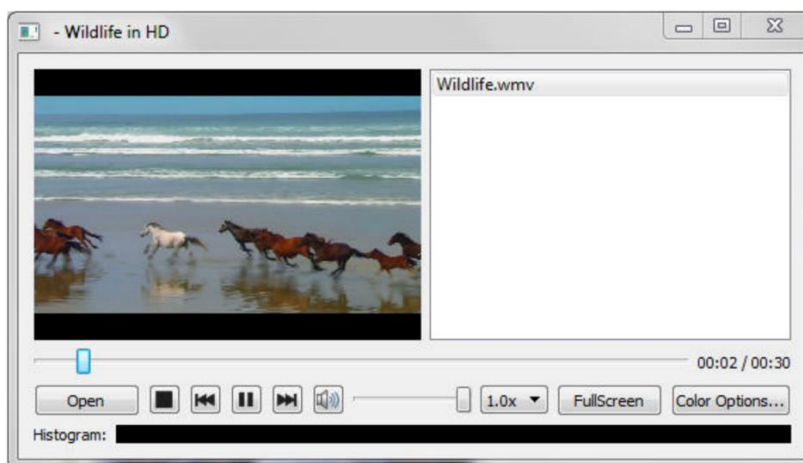 - Wildlife in HD
Wildlife.wmv
00:02 / 00:30
Open
1.0x
FullScreen
Color Options...
Histogram: